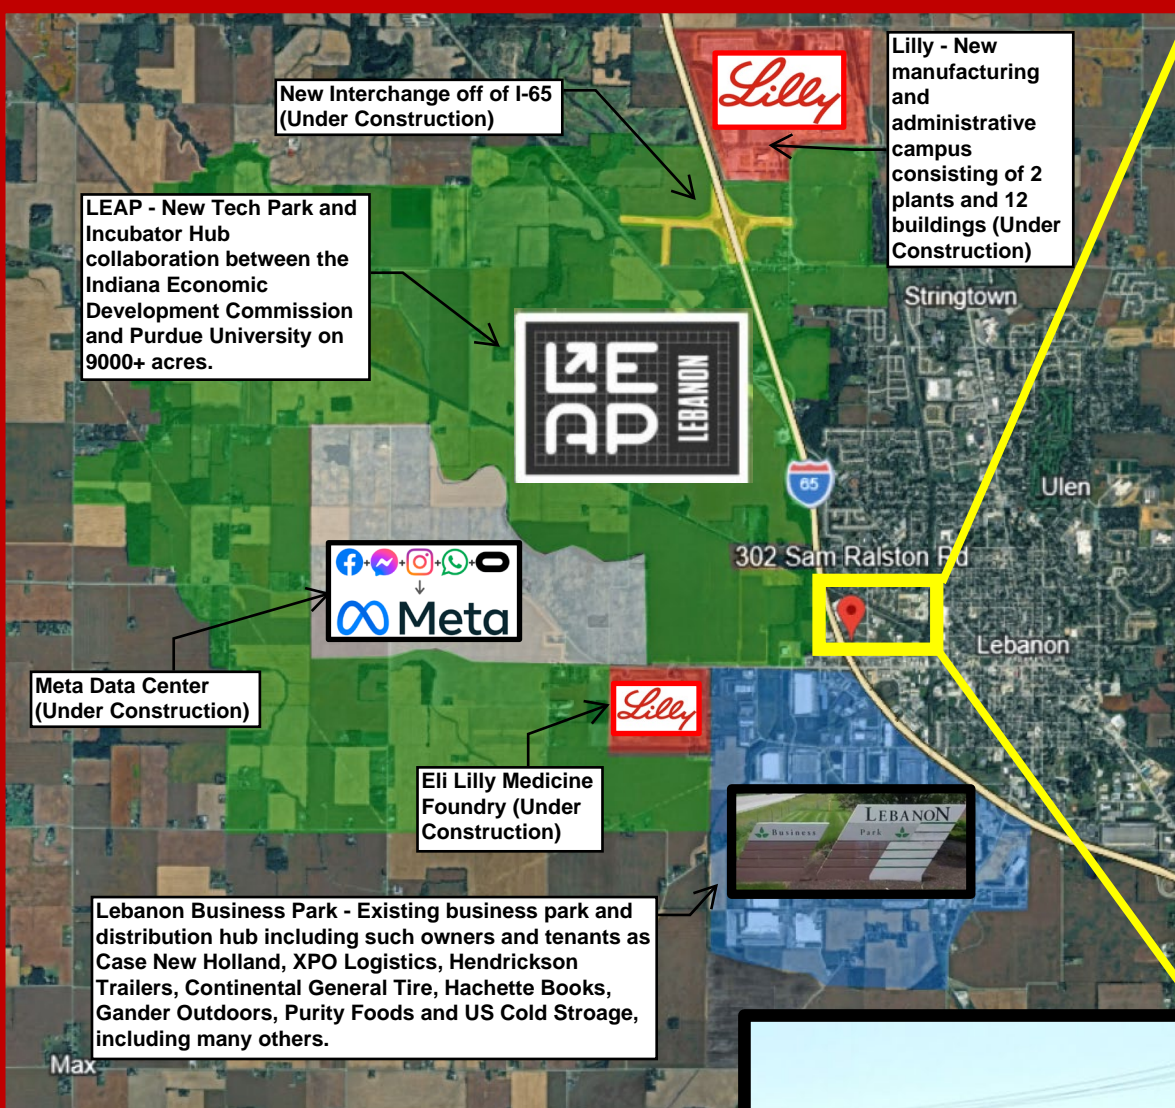 New Interchange off of I-65
(Under Construction)
Lilly
Lilly - New
manufacturing
and
administrative
campus
consisting of 2
plants and 12
buildings (Under
Construction)
LEAP - New Tech Park and
Incubator Hub
collaboration between the
Indiana Economic
Development Commission
and Purdue University on
9000+ acres.
Stringtown
LE
AP
LEBANON
65
Ulen
302 Sam Ralston Rd
Lebanon
Meta
Meta Data Center
(Under Construction)
Lilly
Eli Lilly Medicine
Foundry (Under
Construction)
LEBANON
Business Park
Lebanon Business Park - Existing business park and
distribution hub including such owners and tenants as
Case New Holland, XPO Logistics, Hendrickson
Trailers, Continental General Tire, Hachette Books,
Gander Outdoors, Purity Foods and US Cold Stroage,
including many others.
Max